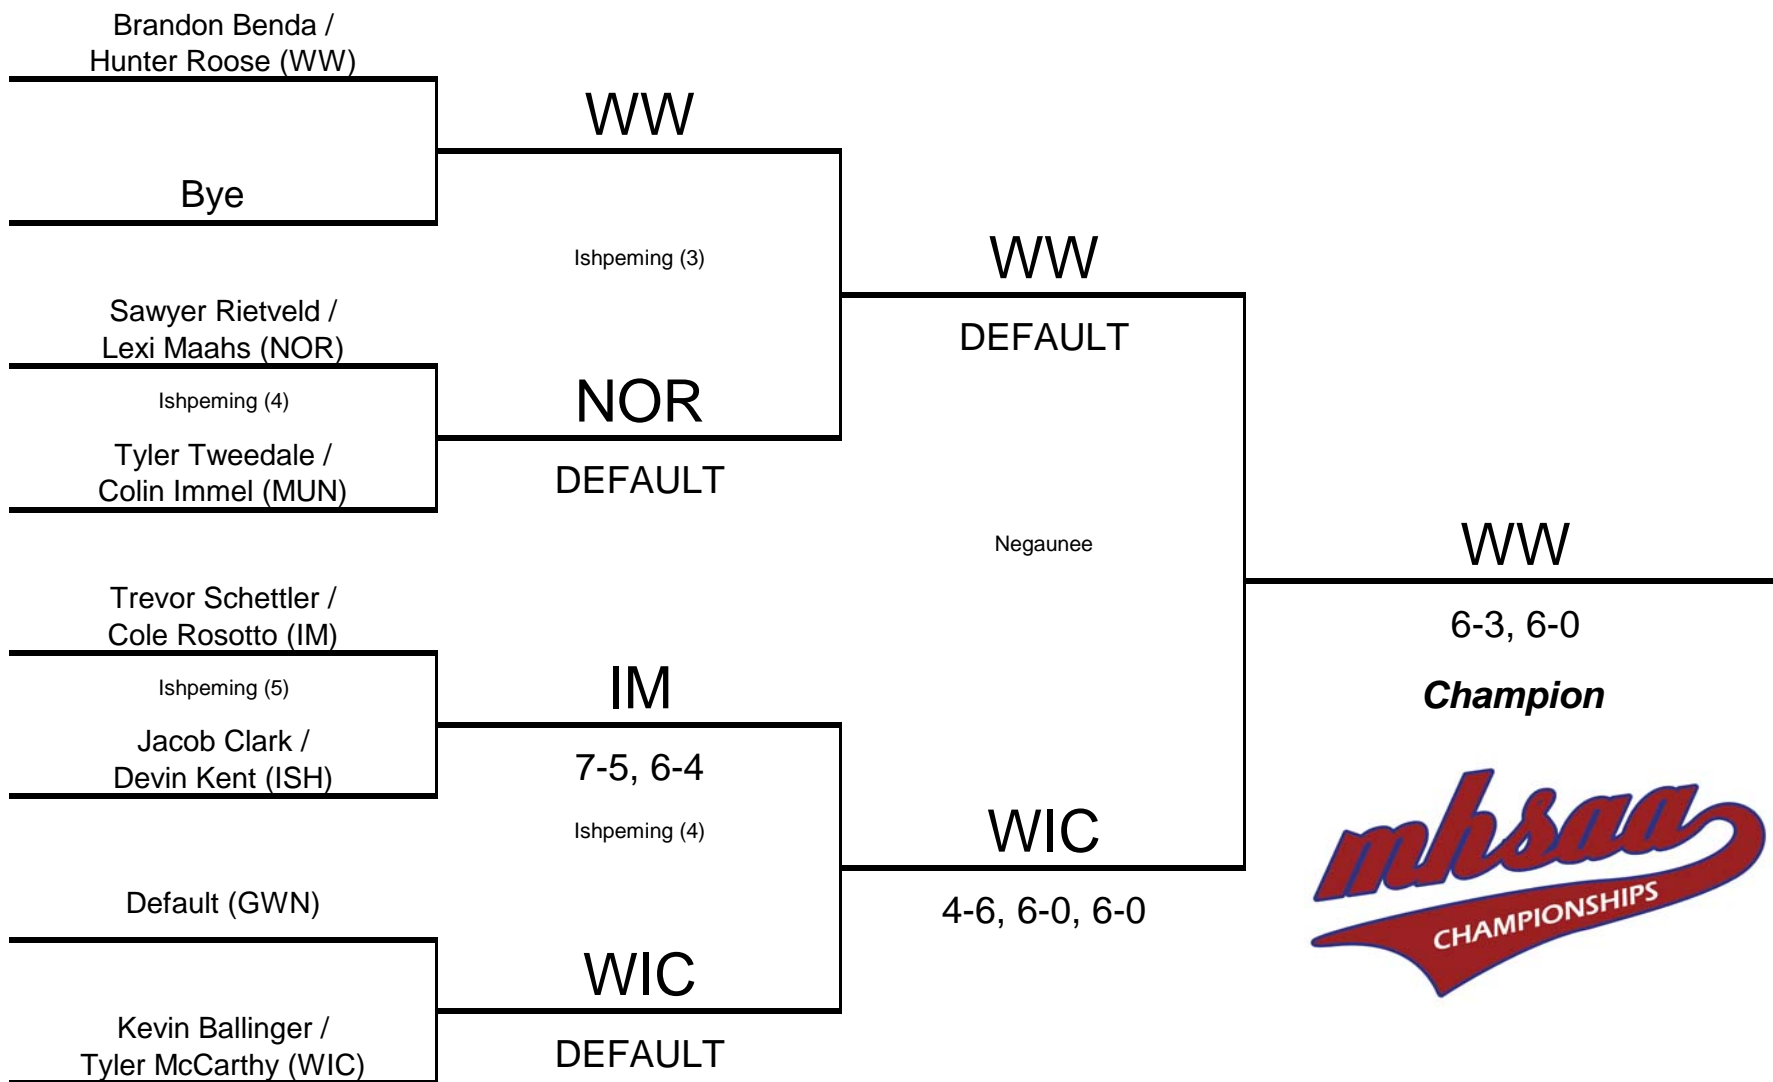 Brandon Benda /
Hunter Roose (WW)
WW
Bye
Ishpeming (3)
WW
Sawyer Rietveld /
Lexi Maahs (NOR)
DEFAULT
Ishpeming (4)
NOR
Tyler Tweedale /
Colin Immel (MUN)
DEFAULT
Negaunee
WW
Trevor Schettler /
Cole Rosotto (IM)
6-3, 6-0
Ishpeming (5)
IM
Champion
Jacob Clark /
Devin Kent (ISH)
7-5, 6-4
Ishpeming (4)
WIC
mhsaa
CHAMPIONSHIPS
Default (GWN)
4-6, 6-0, 6-0
WIC
Kevin Ballinger /
Tyler McCarthy (WIC)
DEFAULT